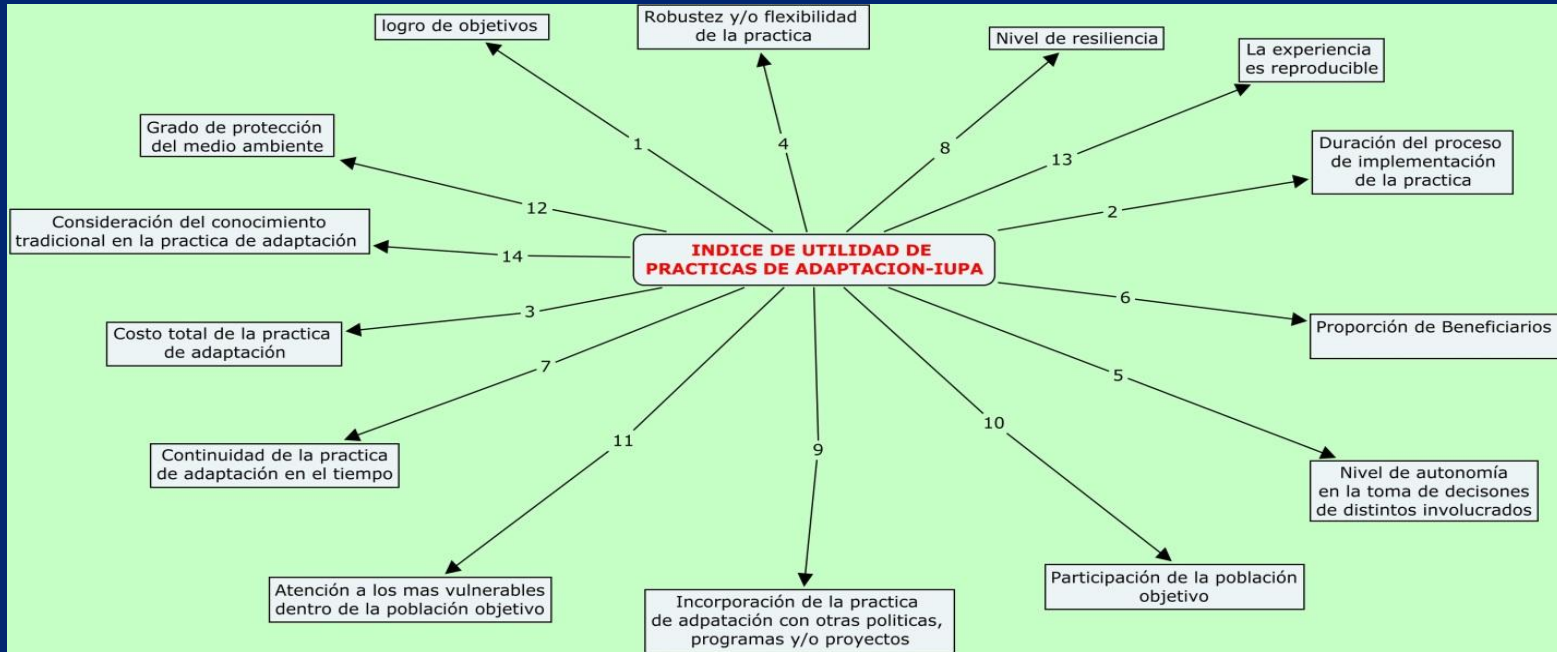 logro de objetivos
Robustez y/o flexibilidad
de la practica
Nivel de resiliencia
La experiencia
es reproducible
Grado de protección
del medio ambiente
Duración del proceso
de implementación
de la practica
1
4
8
13
12
2
Consideración del conocimiento
tradicional en la practica de adaptación
14
INDICE DE UTILIDAD DE
PRACTICAS DE ADAPTACION-IUPA
3
6
Costo total de la practica
de adaptación
Proporción de Beneficiarios
7
5
11
9
10
Continuidad de la practica
de adaptación en el tiempo
Nivel de autonomía
en la toma de decisones
de distintos involucrados
Atención a los mas vulnerables
dentro de la población objetivo
Incorporación de la practica
de adpatación con otras politicas,
programas y/o proyectos
Participación de la población
objetivo